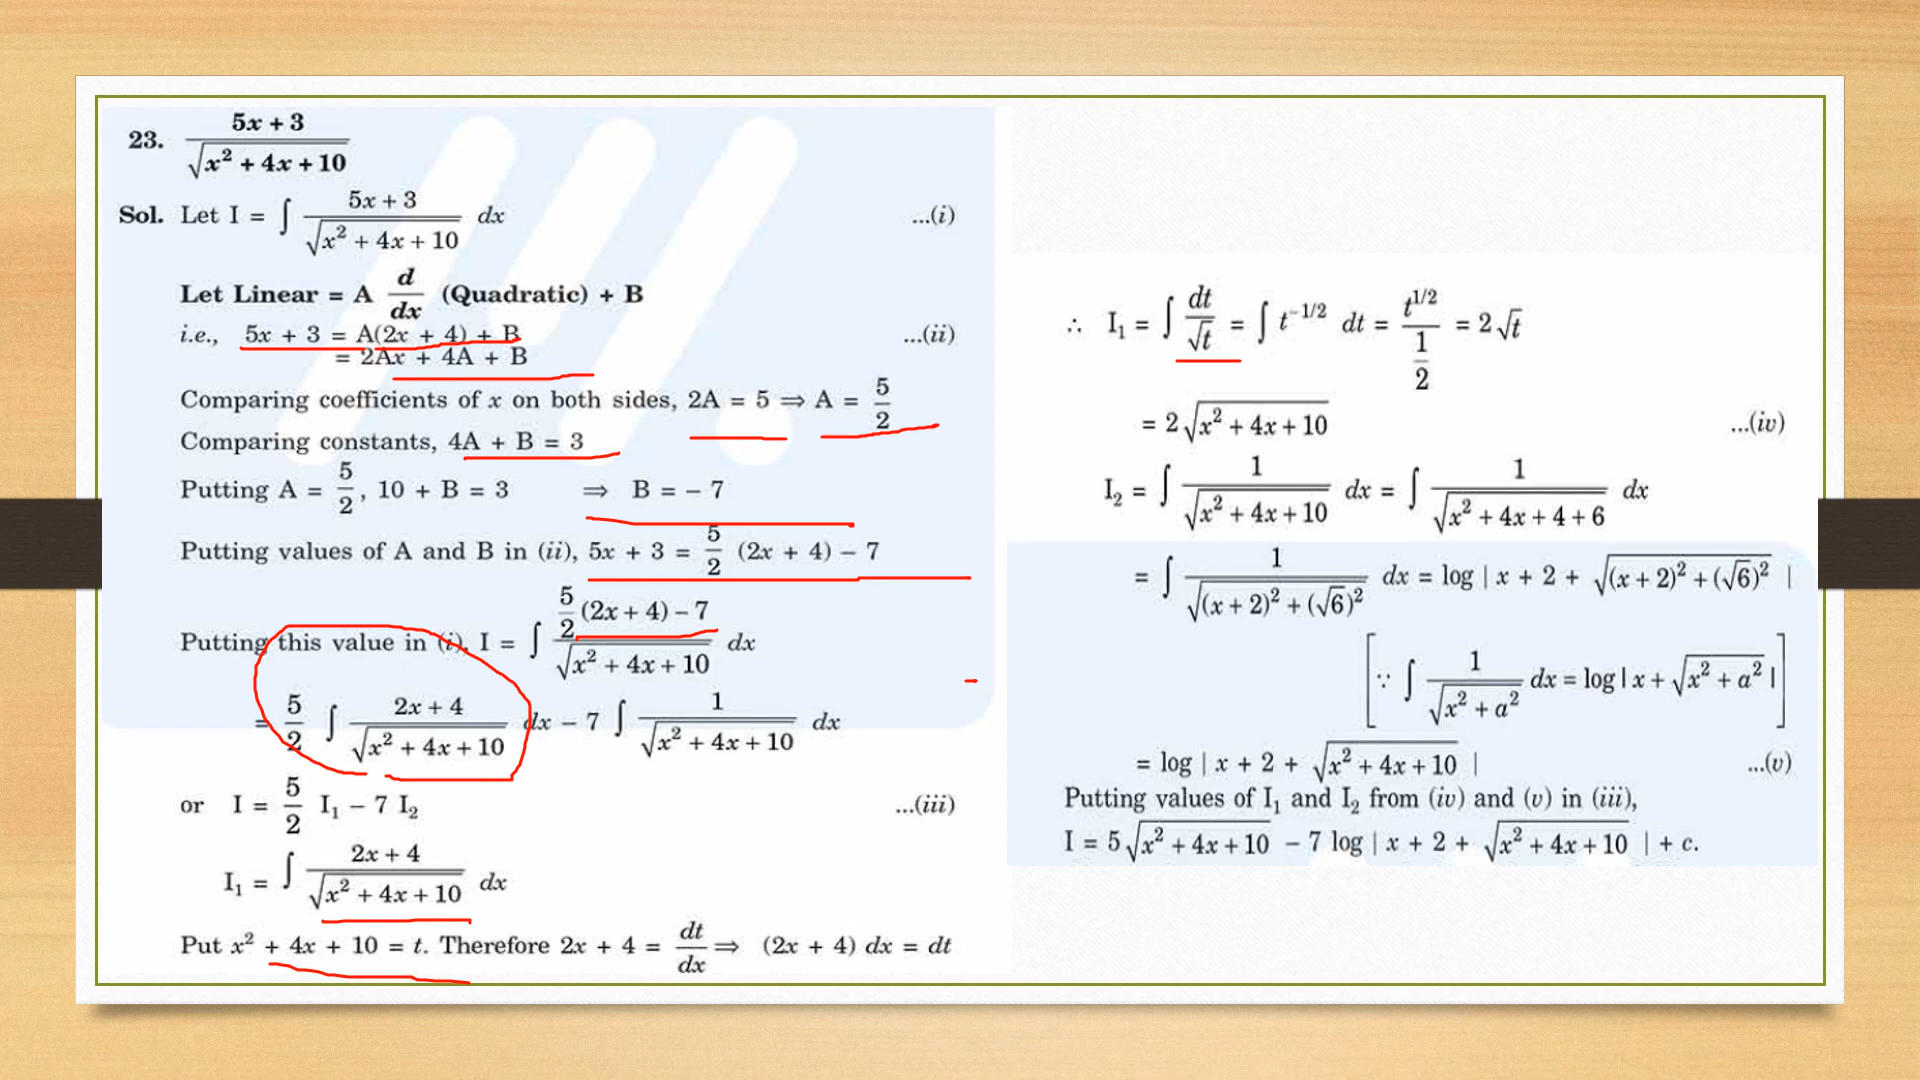 23. (5x + 3)/√(x² + 4x + 10)
Sol. Let I = ∫ (5x + 3)/√(x² + 4x + 10) dx ...(i)
Let Linear = A d/dx (Quadratic) + B
i.e., 5x + 3 = A(2x + 4) + B ...(ii)
= 2Ax + 4A + B
Comparing coefficients of x on both sides, 2A = 5 ⇒ A = 5/2
Comparing constants, 4A + B = 3
Putting A = 5/2, 10 + B = 3 ⇒ B = – 7
Putting values of A and B in (ii), 5x + 3 = 5/2 (2x + 4) – 7
Putting this value in (i), I = ∫ (5/2 (2x + 4) – 7)/√(x² + 4x + 10) dx
= 5/2 ∫ (2x + 4)/√(x² + 4x + 10) dx – 7 ∫ 1/√(x² + 4x + 10) dx
or I = 5/2 I₁ – 7 I₂ ...(iii)
I₁ = ∫ (2x + 4)/√(x² + 4x + 10) dx
Put x² + 4x + 10 = t. Therefore 2x + 4 = dt/dx ⇒ (2x + 4) dx = dt
∴ I₁ = ∫ dt/√t = ∫ t^(-1/2) dt = t^(1/2)/(1/2) = 2√t
= 2√(x² + 4x + 10) ...(iv)
I₂ = ∫ 1/√(x² + 4x + 10) dx = ∫ 1/√(x² + 4x + 4 + 6) dx
= ∫ 1/√((x + 2)² + (√6)²) dx = log | x + 2 + √((x + 2)² + (√6)²) |
[∵ ∫ 1/√(x² + a²) dx = log | x + √(x² + a²) |]
= log | x + 2 + √(x² + 4x + 10) | ...(v)
Putting values of I₁ and I₂ from (iv) and (v) in (iii),
I = 5√(x² + 4x + 10) – 7 log | x + 2 + √(x² + 4x + 10) | + c.